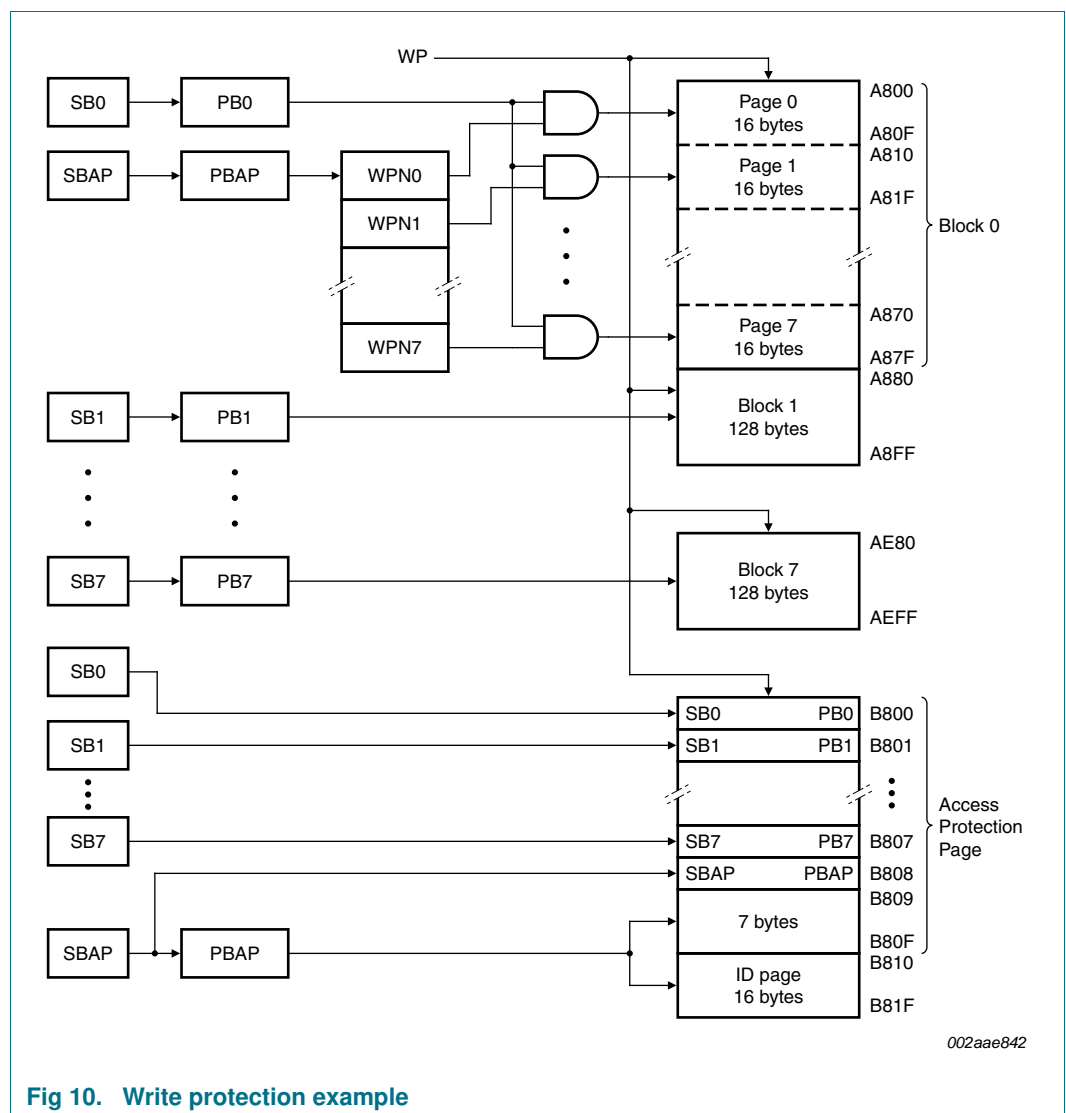 WP
SB0
PB0
SBAP
PBAP
WPN0
WPN1
WPN7
Page 0
16 bytes
A800
A80F
Page 1
16 bytes
A810
A81F
Block 0
Page 7
16 bytes
A870
A87F
SB1
PB1
Block 1
128 bytes
A880
A8FF
SB7
PB7
Block 7
128 bytes
AE80
AEFF
SB0
SB0 PB0 B800
SB1
SB1 PB1 B801
SB7
SB7 PB7 B807
SBAP PBAP B808
Access
Protection
Page
SBAP
PBAP
7 bytes
B809
B80F
ID page
16 bytes
B810
B81F
002aae842
Fig 10. Write protection example